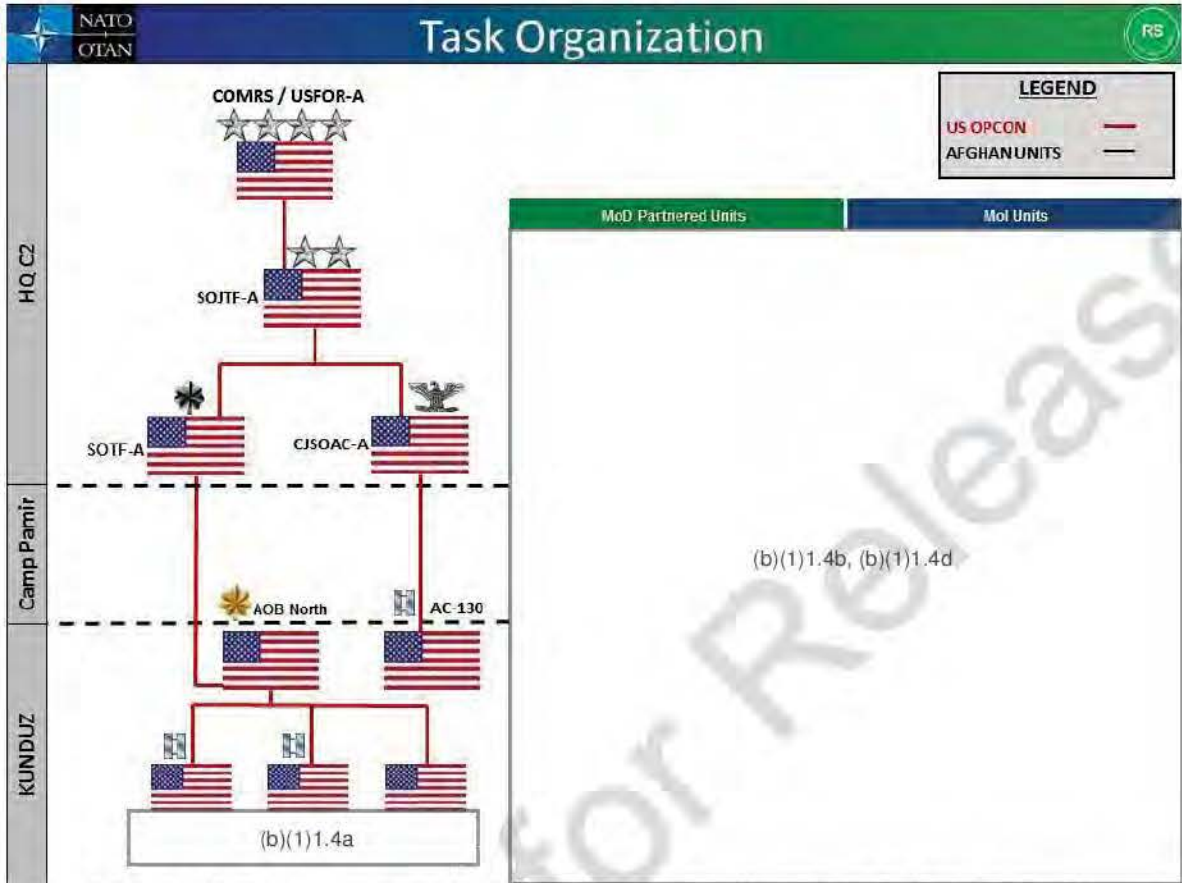 NATO
OTAN
Task Organization
RS
COMRS / USFOR-A
LEGEND
US OPCON
AFGHAN UNITS
MoD Partnered Units
MoI Units
HQ C2
SOJTF-A
SOTF-A
CJSOAC-A
Camp Pamir
(b)(1)1.4b, (b)(1)1.4d
AOB North
AC-130
KUNDUZ
(b)(1)1.4a
for Release